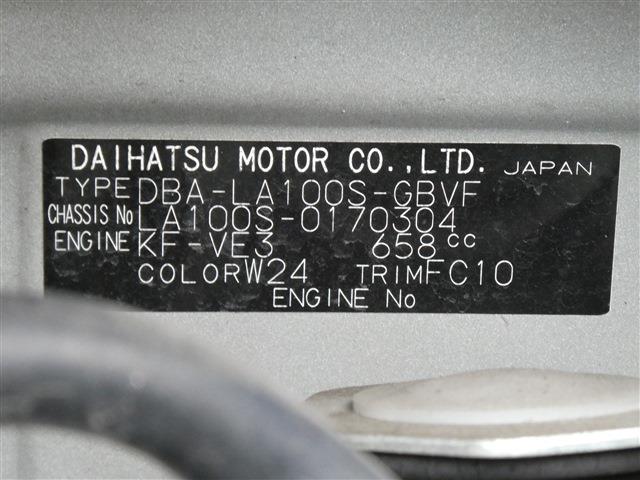 DAIHATSU MOTOR CO.,LTD. JAPAN
TYPE DBA-LA100S-GBVF
CHASSIS No LA100S-0170304
ENGINE KF-VE3 658cc
COLOR W24 TRIM FC10
ENGINE No